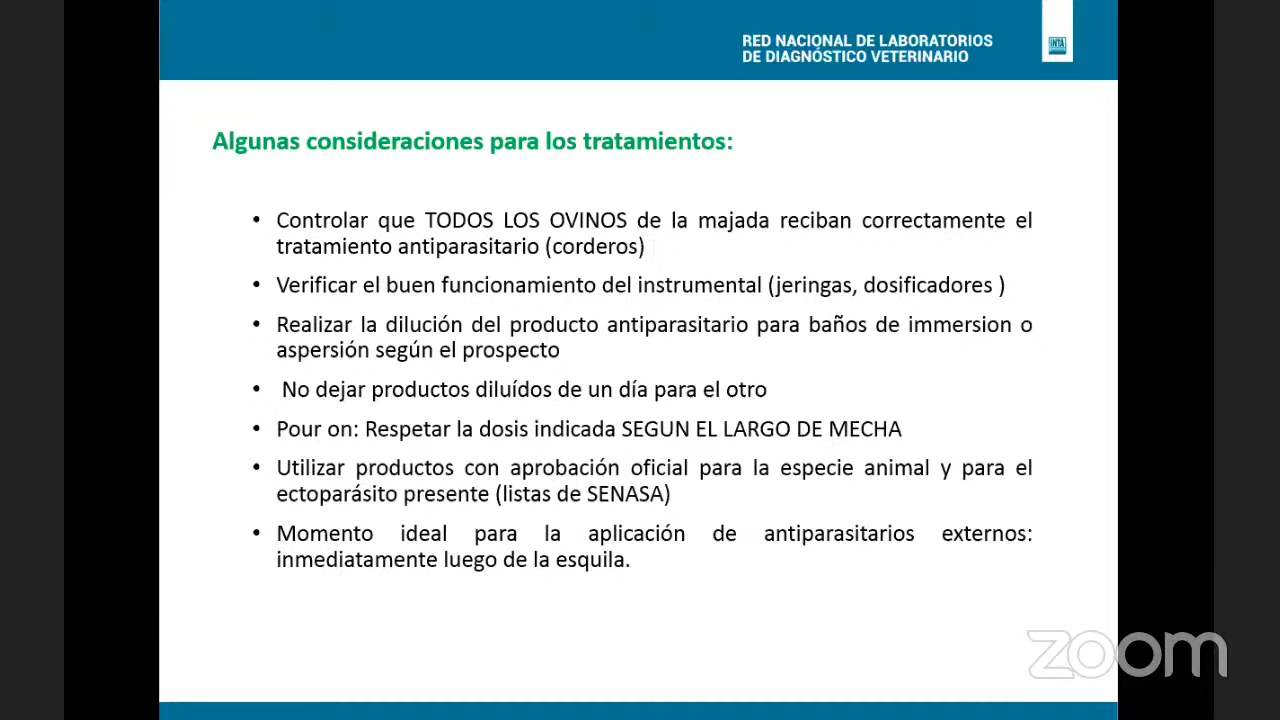 RED NACIONAL DE LABORATORIOS
DE DIAGNÓSTICO VETERINARIO
INTA
Algunas consideraciones para los tratamientos:
• Controlar que TODOS LOS OVINOS de la majada reciban correctamente el
tratamiento antiparasitario (corderos)
• Verificar el buen funcionamiento del instrumental (jeringas, dosificadores )
• Realizar la dilución del producto antiparasitario para baños de immersion o
aspersión según el prospecto
• No dejar productos diluídos de un día para el otro
• Pour on: Respetar la dosis indicada SEGUN EL LARGO DE MECHA
• Utilizar productos con aprobación oficial para la especie animal y para el
ectoparásito presente (listas de SENASA)
• Momento ideal para la aplicación de antiparasitarios externos:
inmediatamente luego de la esquila.
zoom